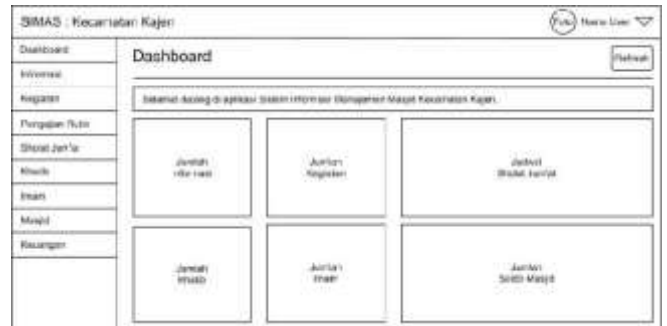 SIMAS : Kecamatan Kajen
Foto
Nama User
Dashboard
Informasi
Kegiatan
Pengajian Rutin
Sholat Jum'at
Khatib
Imam
Masjid
Keuangan
Dashboard
Refresh
Selamat datang di aplikasi Sistem Informasi Manajemen Masjid Kecamatan Kajen.
Jumlah
Informasi
Jumlah
Kegiatan
Jadwal
Sholat Jum'at
Jumlah
Khatib
Jumlah
Imam
Jumlah
Saldo Masjid